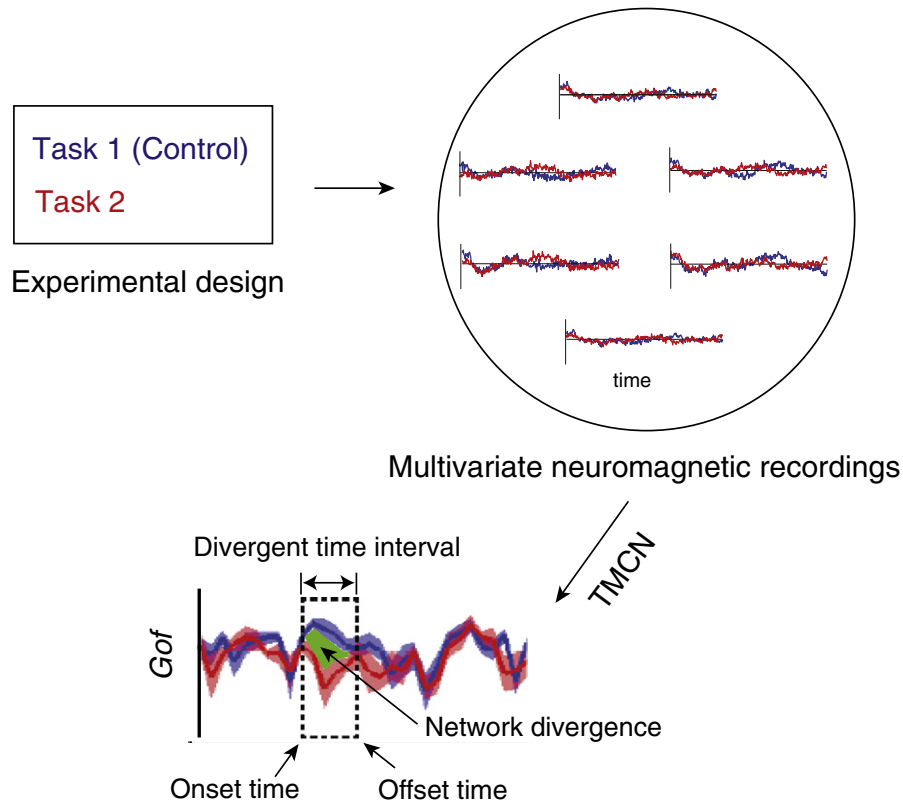 Task 1 (Control)
Task 2
Experimental design
time
Multivariate neuromagnetic recordings
TMCN
Divergent time interval
Gof
Network divergence
Onset time
Offset time